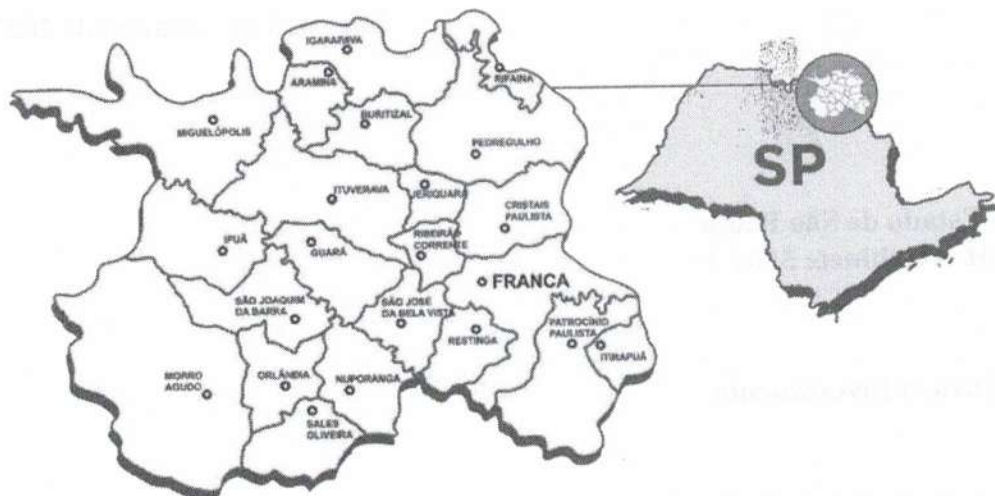 IGARAPAVA
ARAMINA
RIFAINA
BURITIZAL
MIGUELÓPOLIS
PEDREGULHO
SP
ITUVERAVA
JERIQUARA
CRISTAIS
PAULISTA
RIBEIRÃO
CORRENTE
IPUÃ
GUARÁ
FRANCA
SÃO JOAQUIM
DA BARRA
SÃO JOSÉ
DA BELA VISTA
RESTINGA
PATROCÍNIO
PAULISTA
ITIRAPUÃ
MORRO
AGUDO
ORLÂNDIA
NUPORANGA
SALES
OLIVEIRA